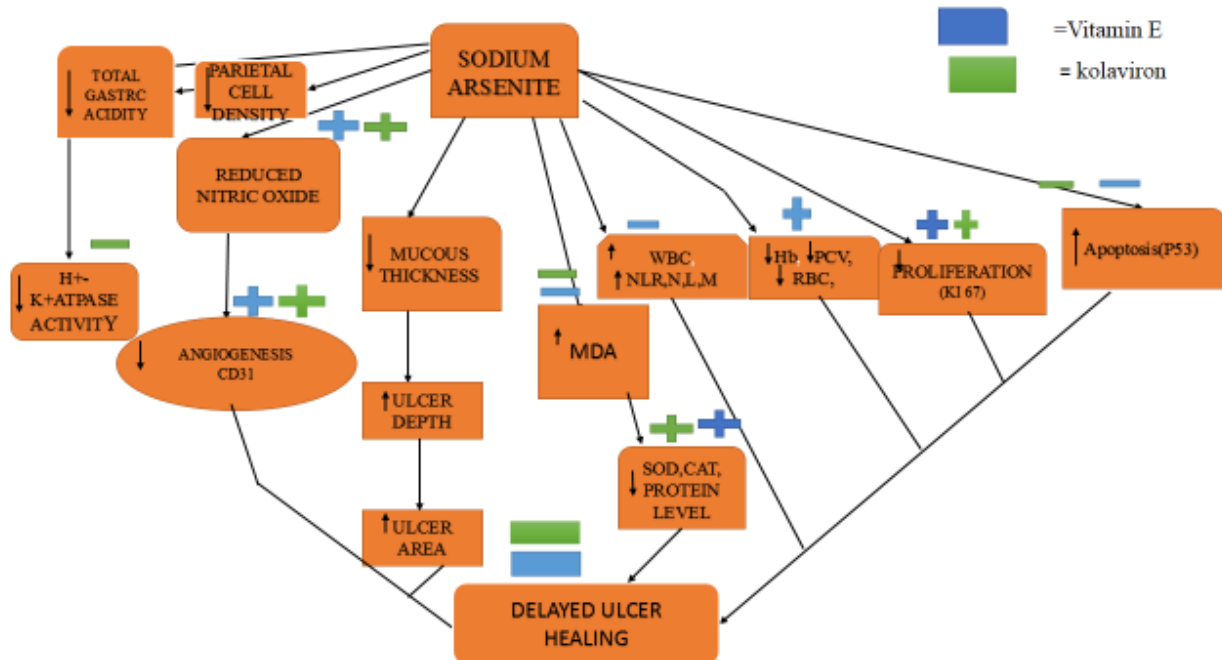 =Vitamin E
= kolaviron
SODIUM
ARSENITE
↓ TOTAL
GASTRC
ACIDITY
↓ PARIETAL
CELL
DENSITY
REDUCED
NITRIC OXIDE
↓ MUCOUS
THICKNESS
↑ WBC,
↑ NLR,N,L,M
↓Hb, ↓PCV,
↓ RBC,
↓PROLIFERATION
(KI 67)
↑ Apoptosis(P53)
↓ H+-
K+ATPASE
ACTIVITY
↓ ANGIOGENESIS
CD31
↑ MDA
↑ULCER
DEPTH
↓ SOD,CAT,
PROTEIN
LEVEL
↑ULCER
AREA
DELAYED ULCER
HEALING